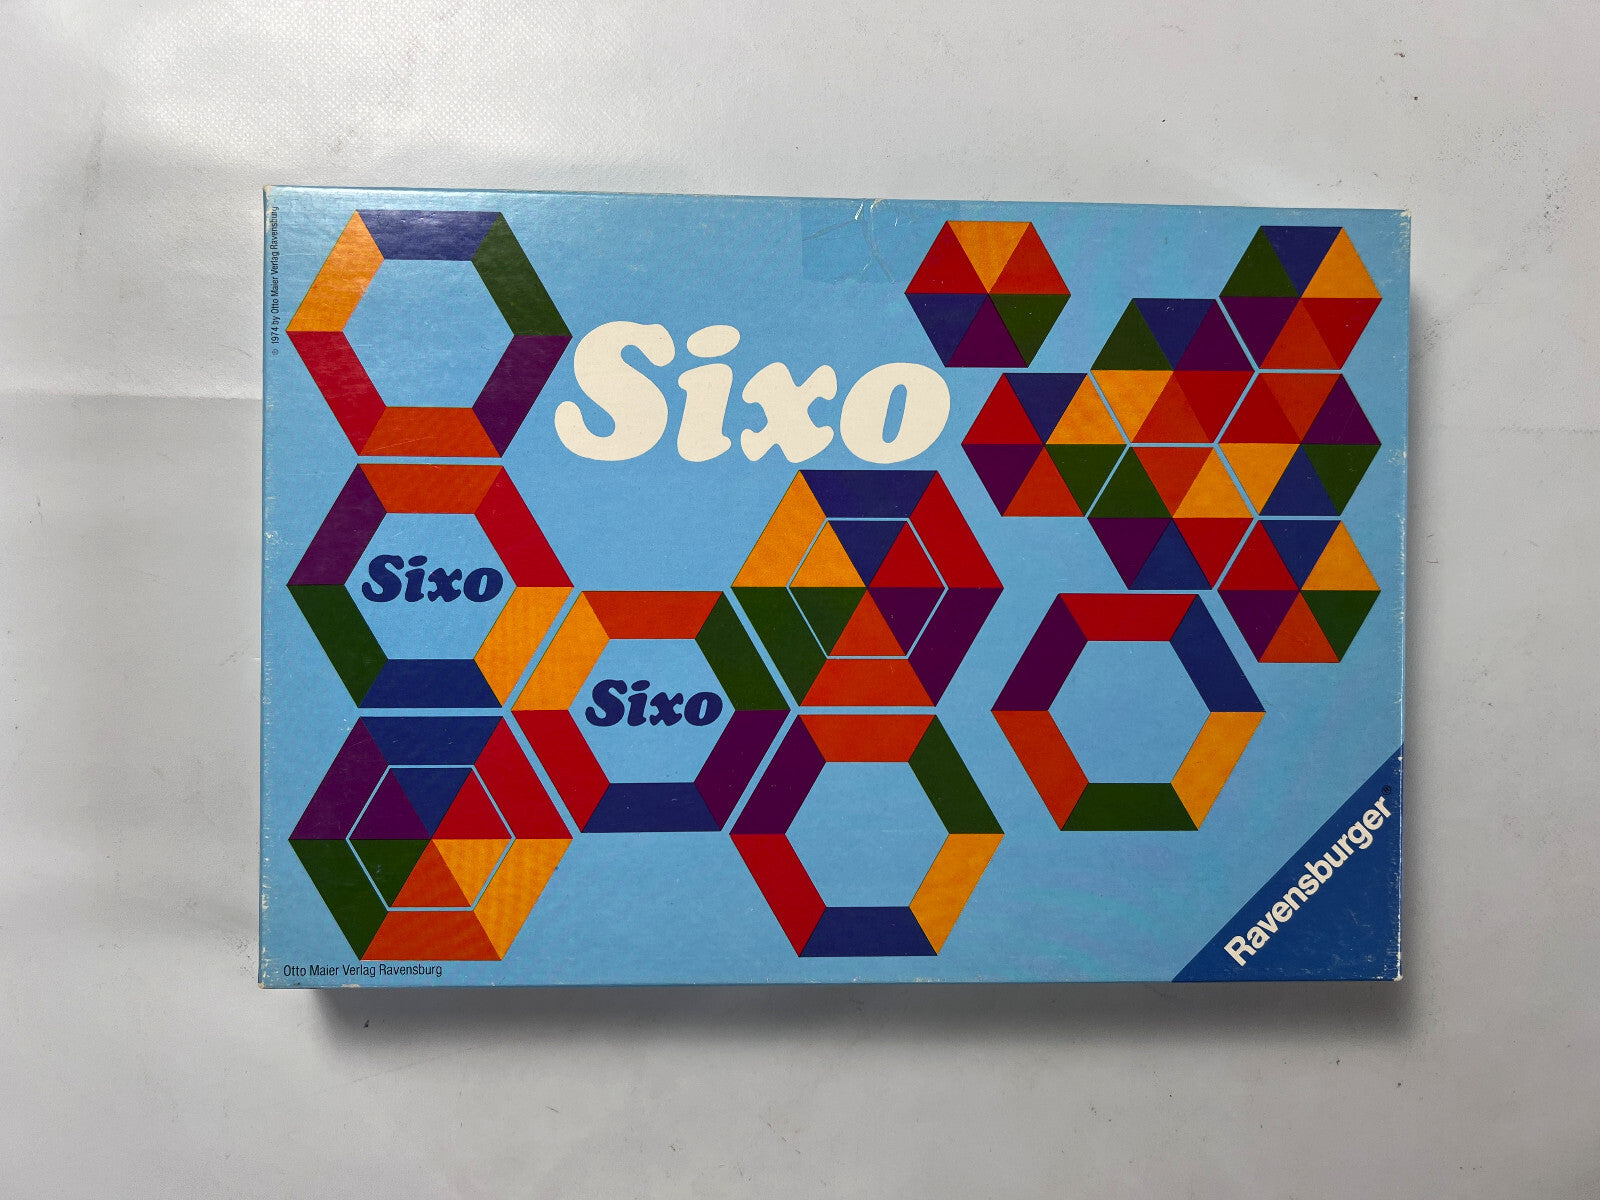 © 1974 by Otto Maier Verlag Ravensburg
Sixo
Sixo
Sixo
Ravensburger®
Otto Maier Verlag Ravensburg